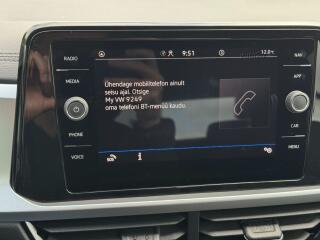 9:51
12.0°C
RADIO
NAV
MEDIA
APP
Ühendage mobiiltelefon ainult
seisu ajal. Otsige
My VW 9249
oma telefoni BT-menüü kaudu.
PHONE
CAR
VOICE
MENU
SOS
i